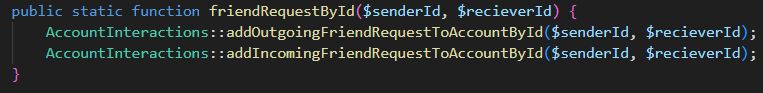 public static function friendRequestById($senderId, $recieverId) {
    AccountInteractions::addOutgoingFriendRequestToAccountById($senderId, $recieverId);
    AccountInteractions::addIncomingFriendRequestToAccountById($senderId, $recieverId);
}